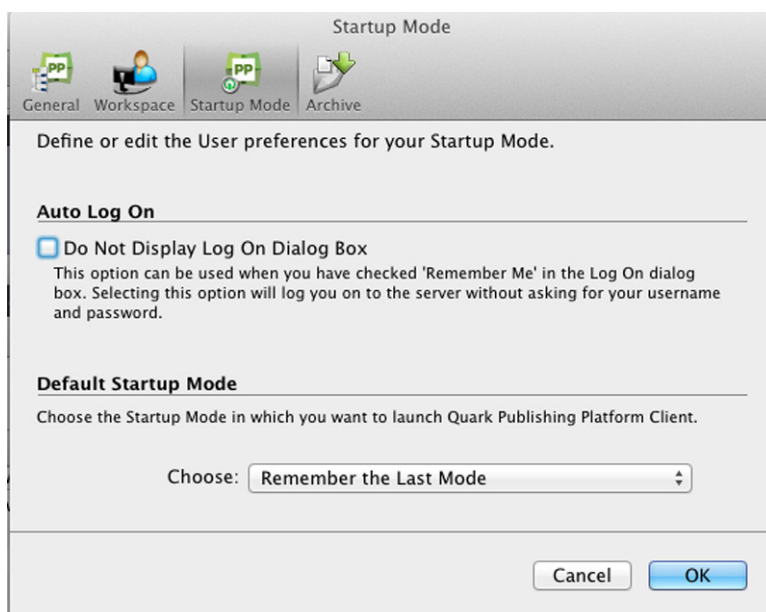 Startup Mode
PP PP
General Workspace Startup Mode Archive
Define or edit the User preferences for your Startup Mode.
Auto Log On
Do Not Display Log On Dialog Box
This option can be used when you have checked 'Remember Me' in the Log On dialog
box. Selecting this option will log you on to the server without asking for your username
and password.
Default Startup Mode
Choose the Startup Mode in which you want to launch Quark Publishing Platform Client.
Choose: Remember the Last Mode
Cancel OK